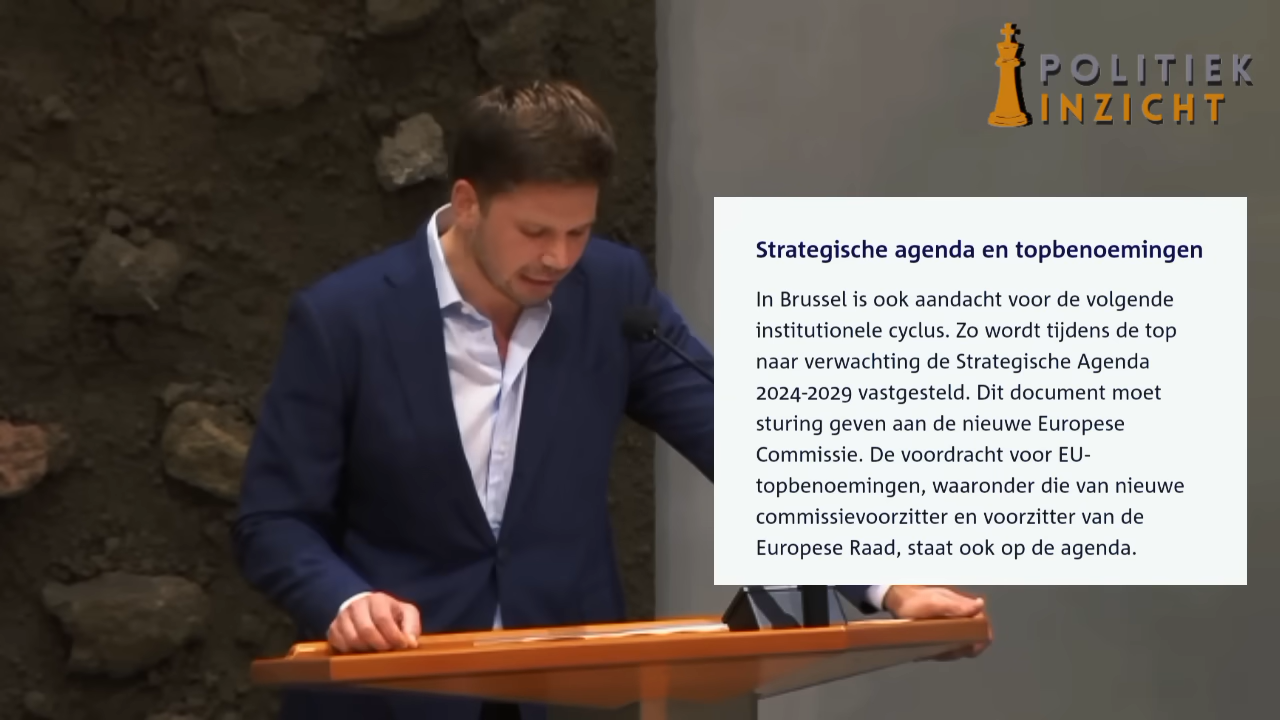 POLITIEK
INZICHT
Strategische agenda en topbenoemingen
In Brussel is ook aandacht voor de volgende
institutionele cyclus. Zo wordt tijdens de top
naar verwachting de Strategische Agenda
2024-2029 vastgesteld. Dit document moet
sturing geven aan de nieuwe Europese
Commissie. De voordracht voor EU-
topbenoemingen, waaronder die van nieuwe
commissievoorzitter en voorzitter van de
Europese Raad, staat ook op de agenda.